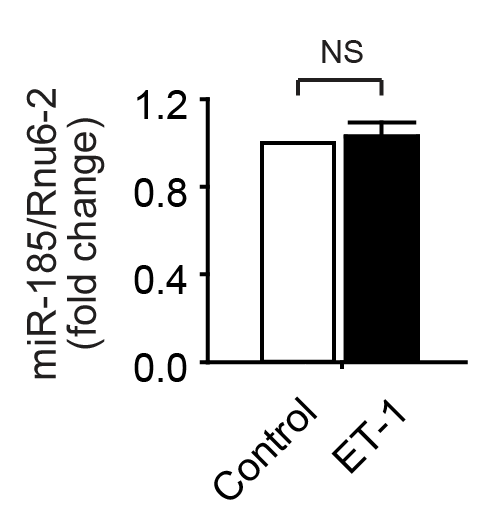 NS
miR-185/Rnu6-2
(fold change)
1.2
0.8
0.4
0.0
Control
ET-1